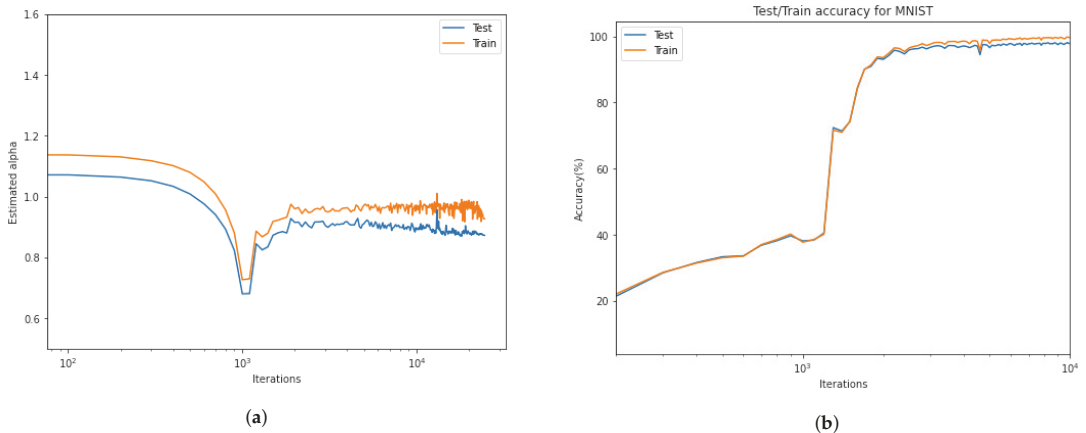 1.6
1.4
1.2
1.0
0.8
0.6
Estimated alpha
Test
Train
10²
10³
10⁴
Iterations
(a)
Test/Train accuracy for MNIST
100
80
60
40
20
Accuracy(%)
Test
Train
10³
10⁴
Iterations
(b)